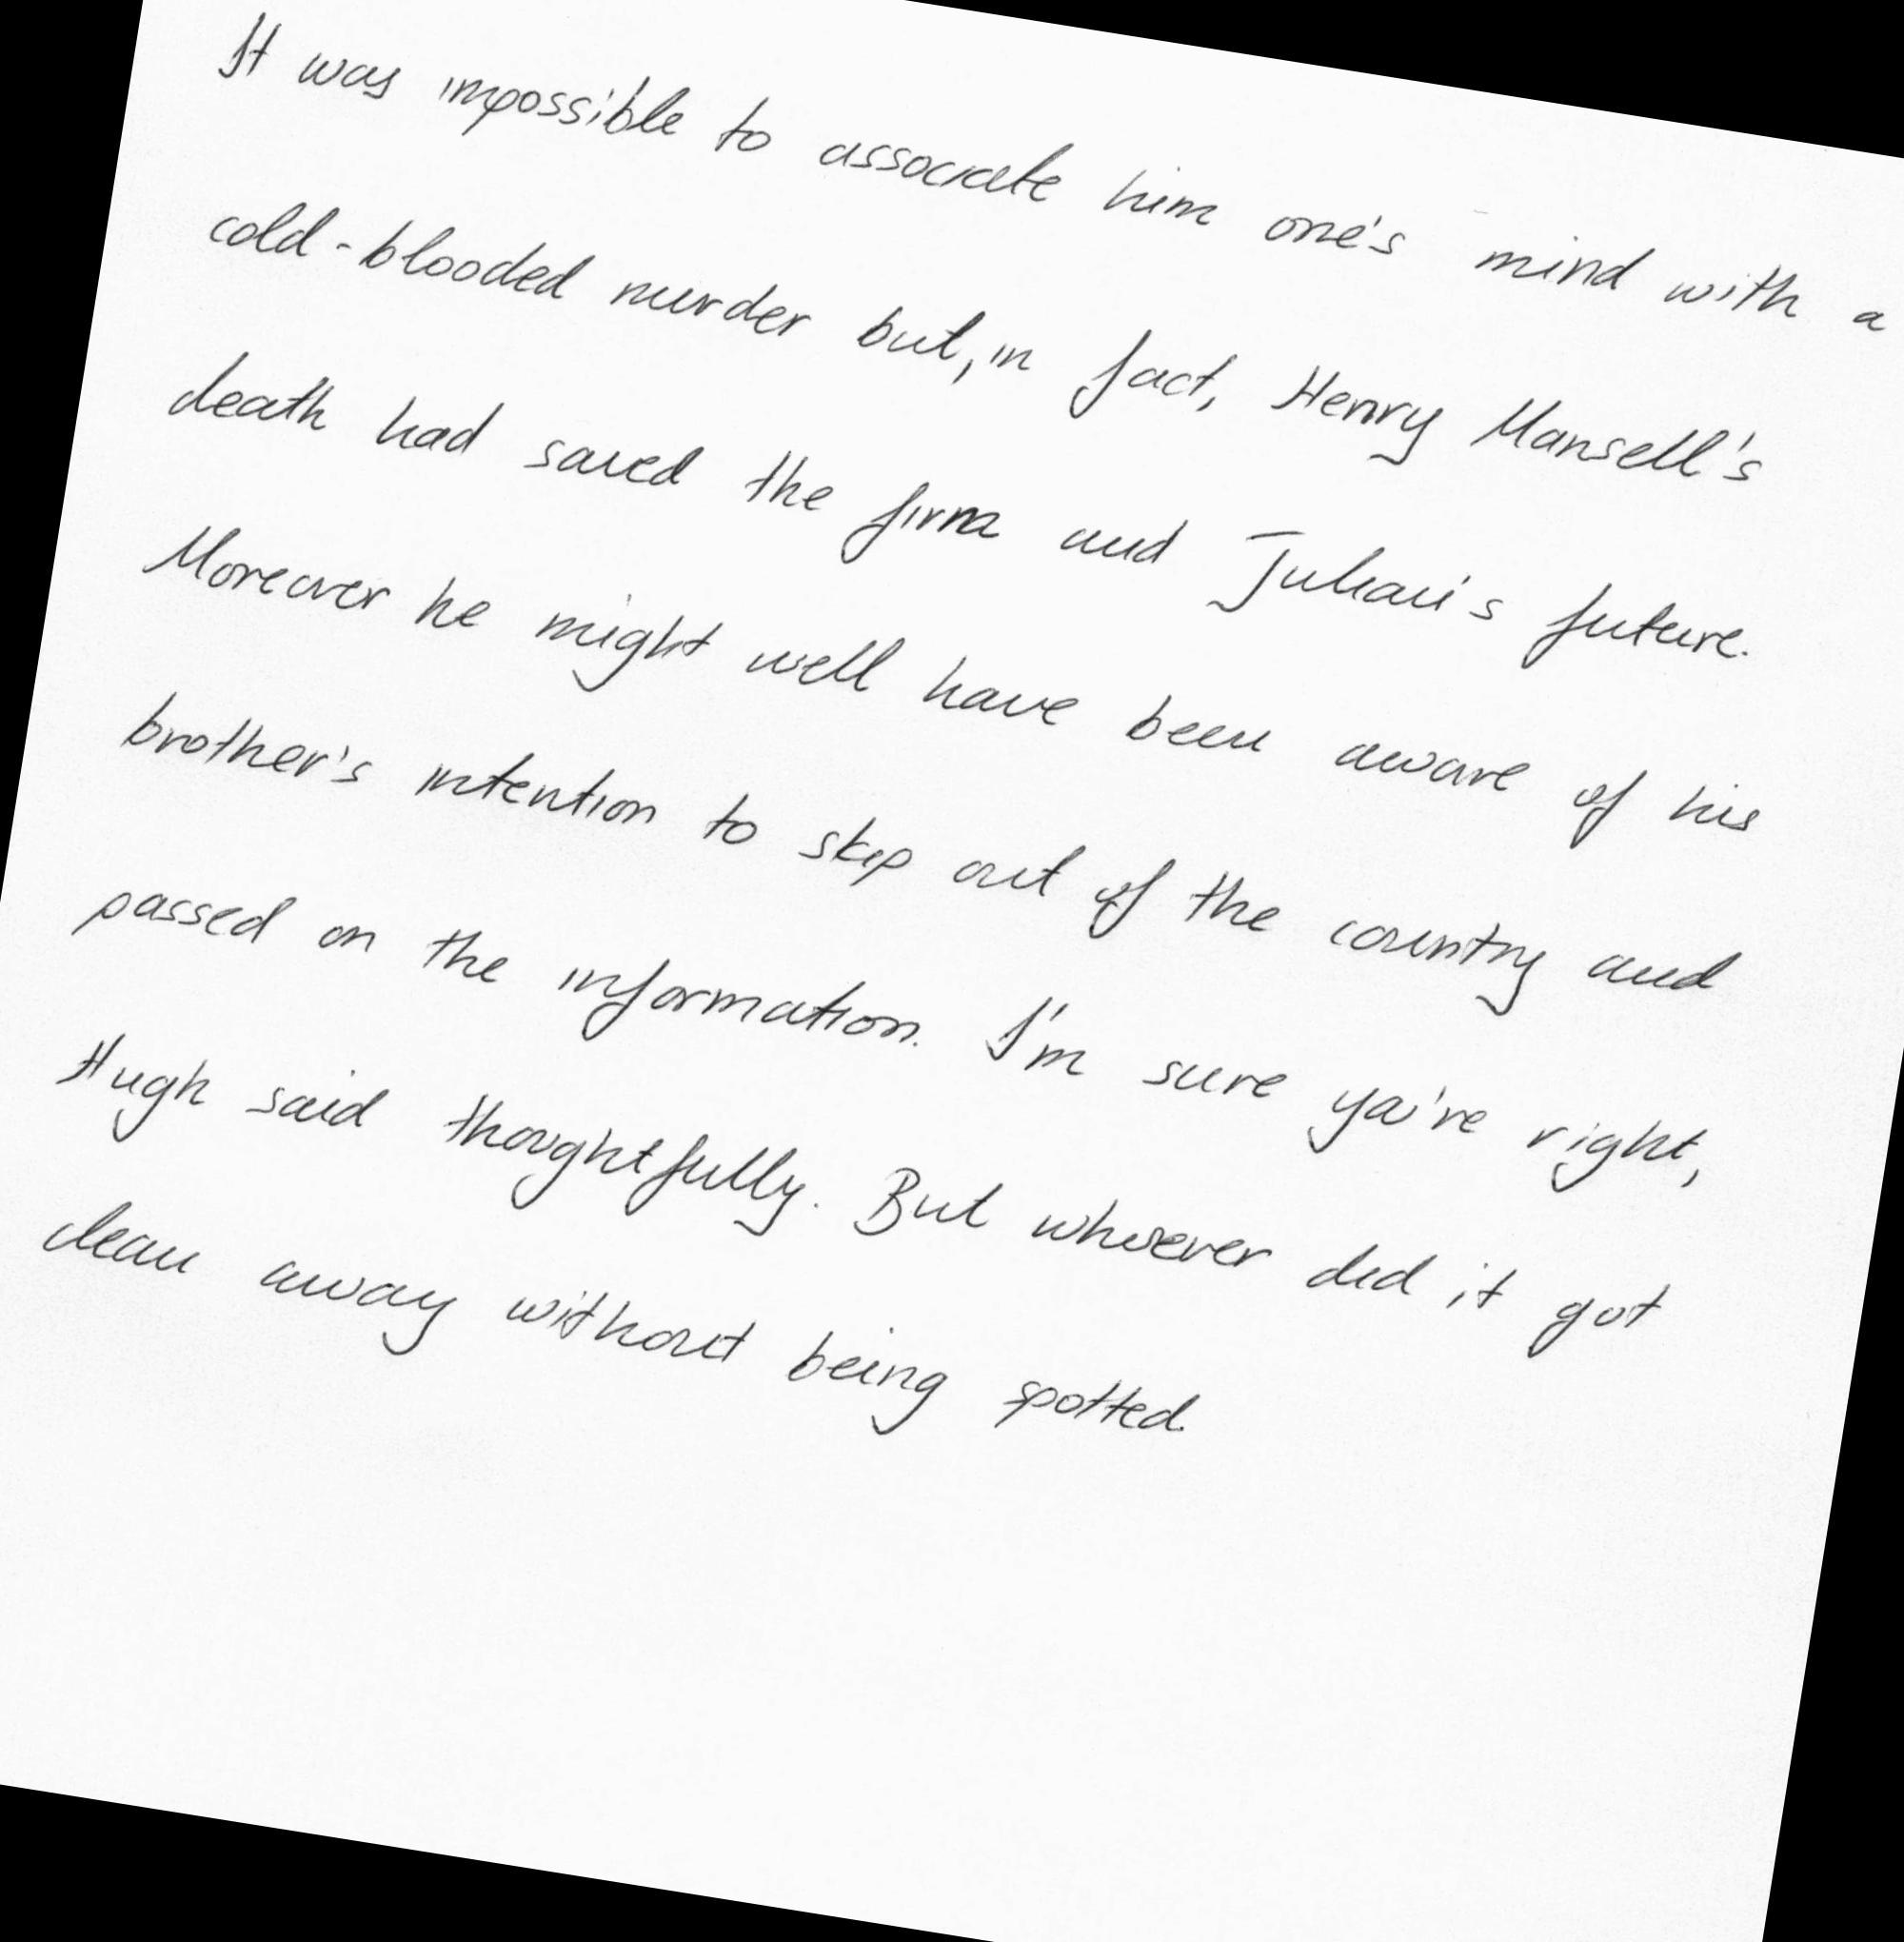 It was impossible to associate him one's mind with a
cold-blooded murder but, in fact, Henry Mansell's
death had saved the firm and Julian's future.
Moreover he might well have been aware of his
brother's intention to skip out of the country and
passed on the information. I'm sure you're right,
Hugh said thoughtfully. But whoever did it got
clean away without being spotted.